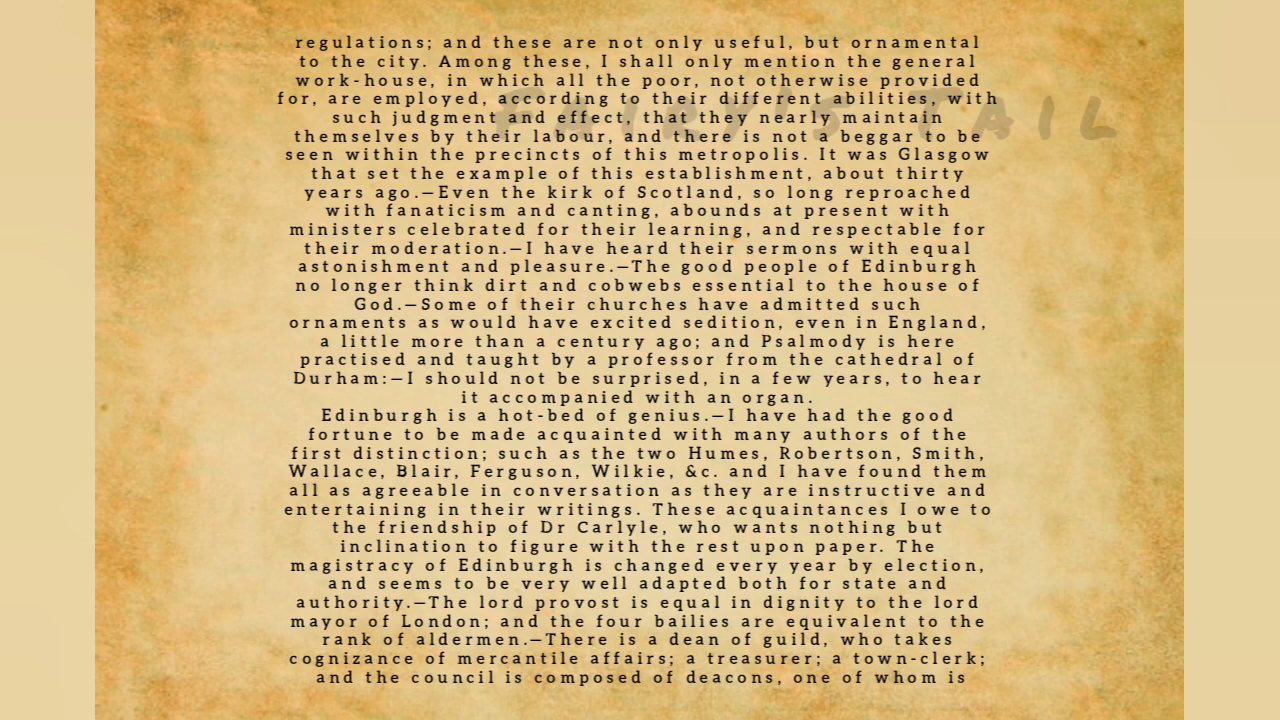 regulations; and these are not only useful, but ornamental
to the city. Among these, I shall only mention the general
work-house, in which all the poor, not otherwise provided
for, are employed, according to their different abilities, with
such judgment and effect, that they nearly maintain
themselves by their labour, and there is not a beggar to be
seen within the precincts of this metropolis. It was Glasgow
that set the example of this establishment, about thirty
years ago.—Even the kirk of Scotland, so long reproached
with fanaticism and canting, abounds at present with
ministers celebrated for their learning, and respectable for
their moderation.—I have heard their sermons with equal
astonishment and pleasure.—The good people of Edinburgh
no longer think dirt and cobwebs essential to the house of
God.—Some of their churches have admitted such
ornaments as would have excited sedition, even in England,
a little more than a century ago; and Psalmody is here
practised and taught by a professor from the cathedral of
Durham:—I should not be surprised, in a few years, to hear
it accompanied with an organ.
Edinburgh is a hot-bed of genius.—I have had the good
fortune to be made acquainted with many authors of the
first distinction; such as the two Humes, Robertson, Smith,
Wallace, Blair, Ferguson, Wilkie, &c. and I have found them
all as agreeable in conversation as they are instructive and
entertaining in their writings. These acquaintances I owe to
the friendship of Dr Carlyle, who wants nothing but
inclination to figure with the rest upon paper. The
magistracy of Edinburgh is changed every year by election,
and seems to be very well adapted both for state and
authority.—The lord provost is equal in dignity to the lord
mayor of London; and the four bailies are equivalent to the
rank of aldermen.—There is a dean of guild, who takes
cognizance of mercantile affairs; a treasurer; a town-clerk;
and the council is composed of deacons, one of whom is
FAIRY'S TAIL